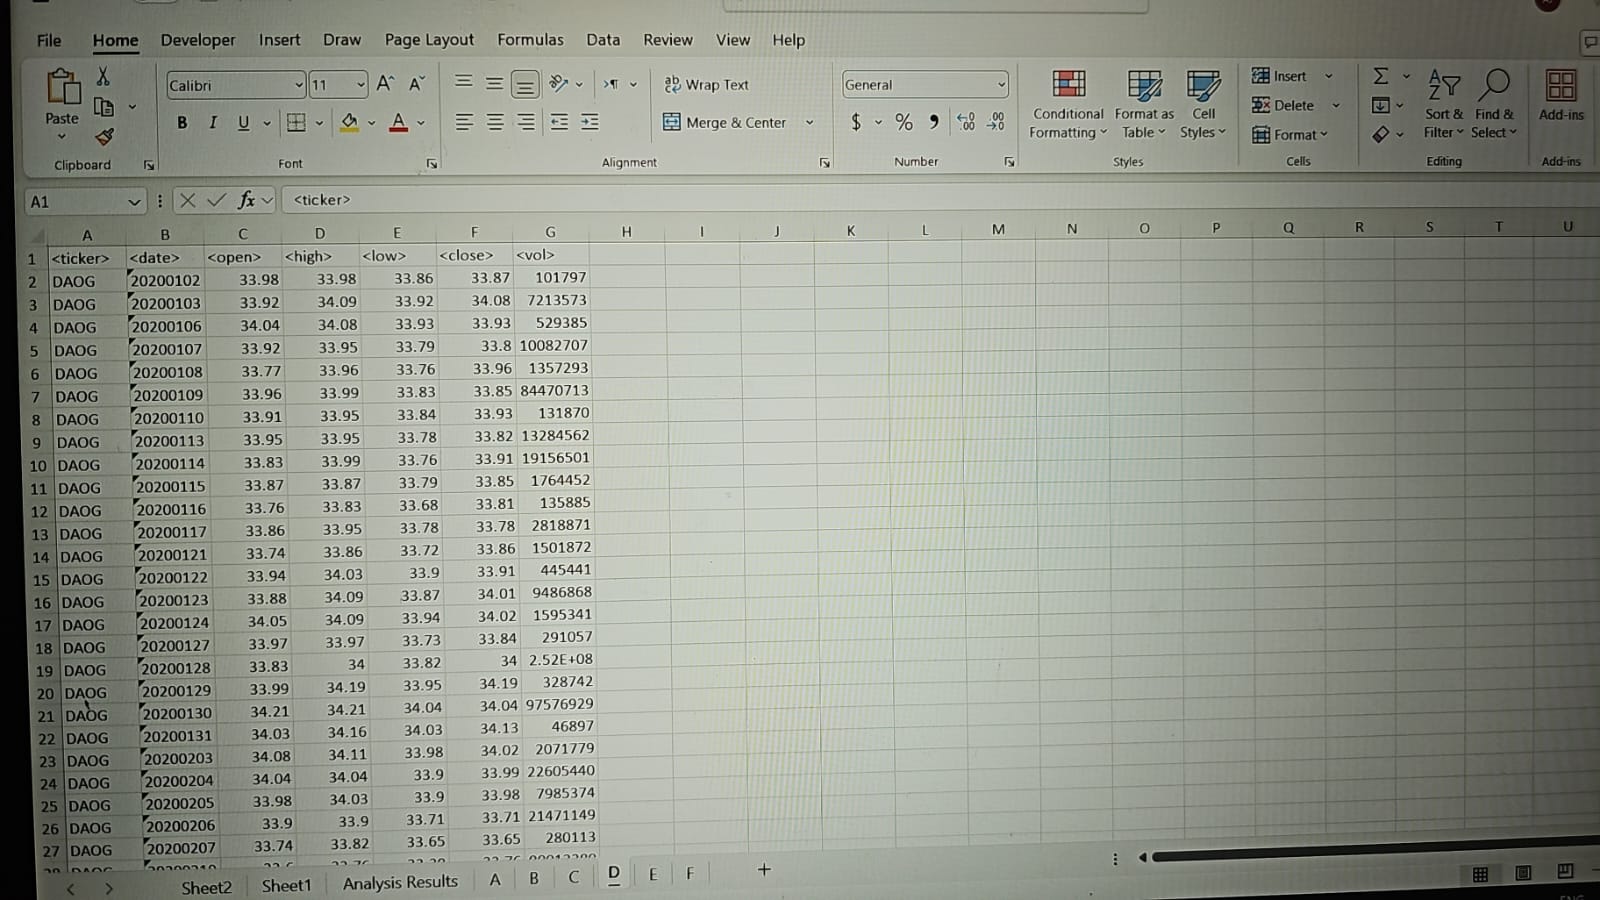 File Home Developer Insert Draw Page Layout Formulas Data Review View Help
Paste
Clipboard
Calibri 11
B I U
Font
Wrap Text
Merge & Center
Alignment
General
$ % 9 .00
Number
Conditional Formatting
Format as Table
Cell Styles
Styles
Insert
Delete
Format
Cells
Sort & Filter
Find & Select
Editing
Add-ins
Add-ins
A1 fx <ticker>
A B C D E F G H I J K L M N O P Q R S T U
1 <ticker> <date> <open> <high> <low> <close> <vol>
2 DAOG 20200102 33.98 33.98 33.86 33.87 101797
3 DAOG 20200103 33.92 34.09 33.92 34.08 7213573
4 DAOG 20200106 34.04 34.08 33.93 33.93 529385
5 DAOG 20200107 33.92 33.95 33.79 33.8 10082707
6 DAOG 20200108 33.77 33.96 33.76 33.96 1357293
7 DAOG 20200109 33.96 33.99 33.83 33.85 84470713
8 DAOG 20200110 33.91 33.95 33.84 33.93 131870
9 DAOG 20200113 33.95 33.95 33.78 33.82 13284562
10 DAOG 20200114 33.83 33.99 33.76 33.91 19156501
11 DAOG 20200115 33.87 33.87 33.79 33.85 1764452
12 DAOG 20200116 33.76 33.83 33.68 33.81 135885
13 DAOG 20200117 33.86 33.95 33.78 33.78 2818871
14 DAOG 20200121 33.74 33.86 33.72 33.86 1501872
15 DAOG 20200122 33.94 34.03 33.9 33.91 445441
16 DAOG 20200123 33.88 34.09 33.87 34.01 9486868
17 DAOG 20200124 34.05 34.09 33.94 34.02 1595341
18 DAOG 20200127 33.97 33.97 33.73 33.84 291057
19 DAOG 20200128 33.83 34 33.82 34 2.52E+08
20 DAOG 20200129 33.99 34.19 33.95 34.19 328742
21 DAOG 20200130 34.21 34.21 34.04 34.04 97576929
22 DAOG 20200131 34.03 34.16 34.03 34.13 46897
23 DAOG 20200203 34.08 34.11 33.98 34.02 2071779
24 DAOG 20200204 34.04 34.04 33.9 33.99 22605440
25 DAOG 20200205 33.98 34.03 33.9 33.98 7985374
26 DAOG 20200206 33.9 33.9 33.71 33.71 21471149
27 DAOG 20200207 33.74 33.82 33.65 33.65 280113
Sheet2 Sheet1 Analysis Results A B C D E F +